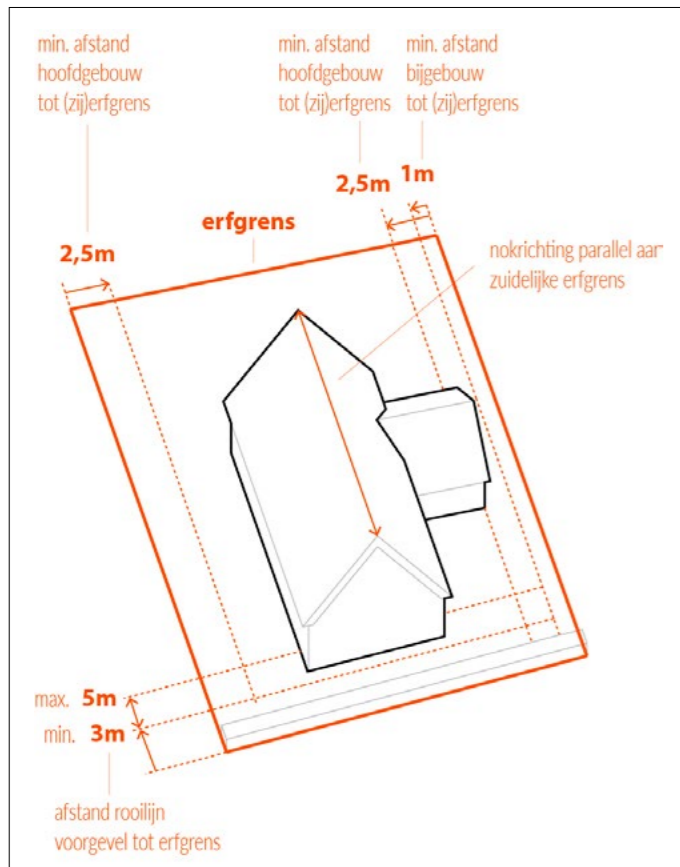 min. afstand
hoofdgebouw
tot (zij)erfgrens
min. afstand
hoofdgebouw
tot (zij)erfgrens
min. afstand
bijgebouw
tot (zij)erfgrens
2,5m
1m
erfgrens
2,5m
nokrichting parallel aan
zuidelijke erfgrens
max. 5m
min. 3m
afstand rooilijn
voorgevel tot erfgrens